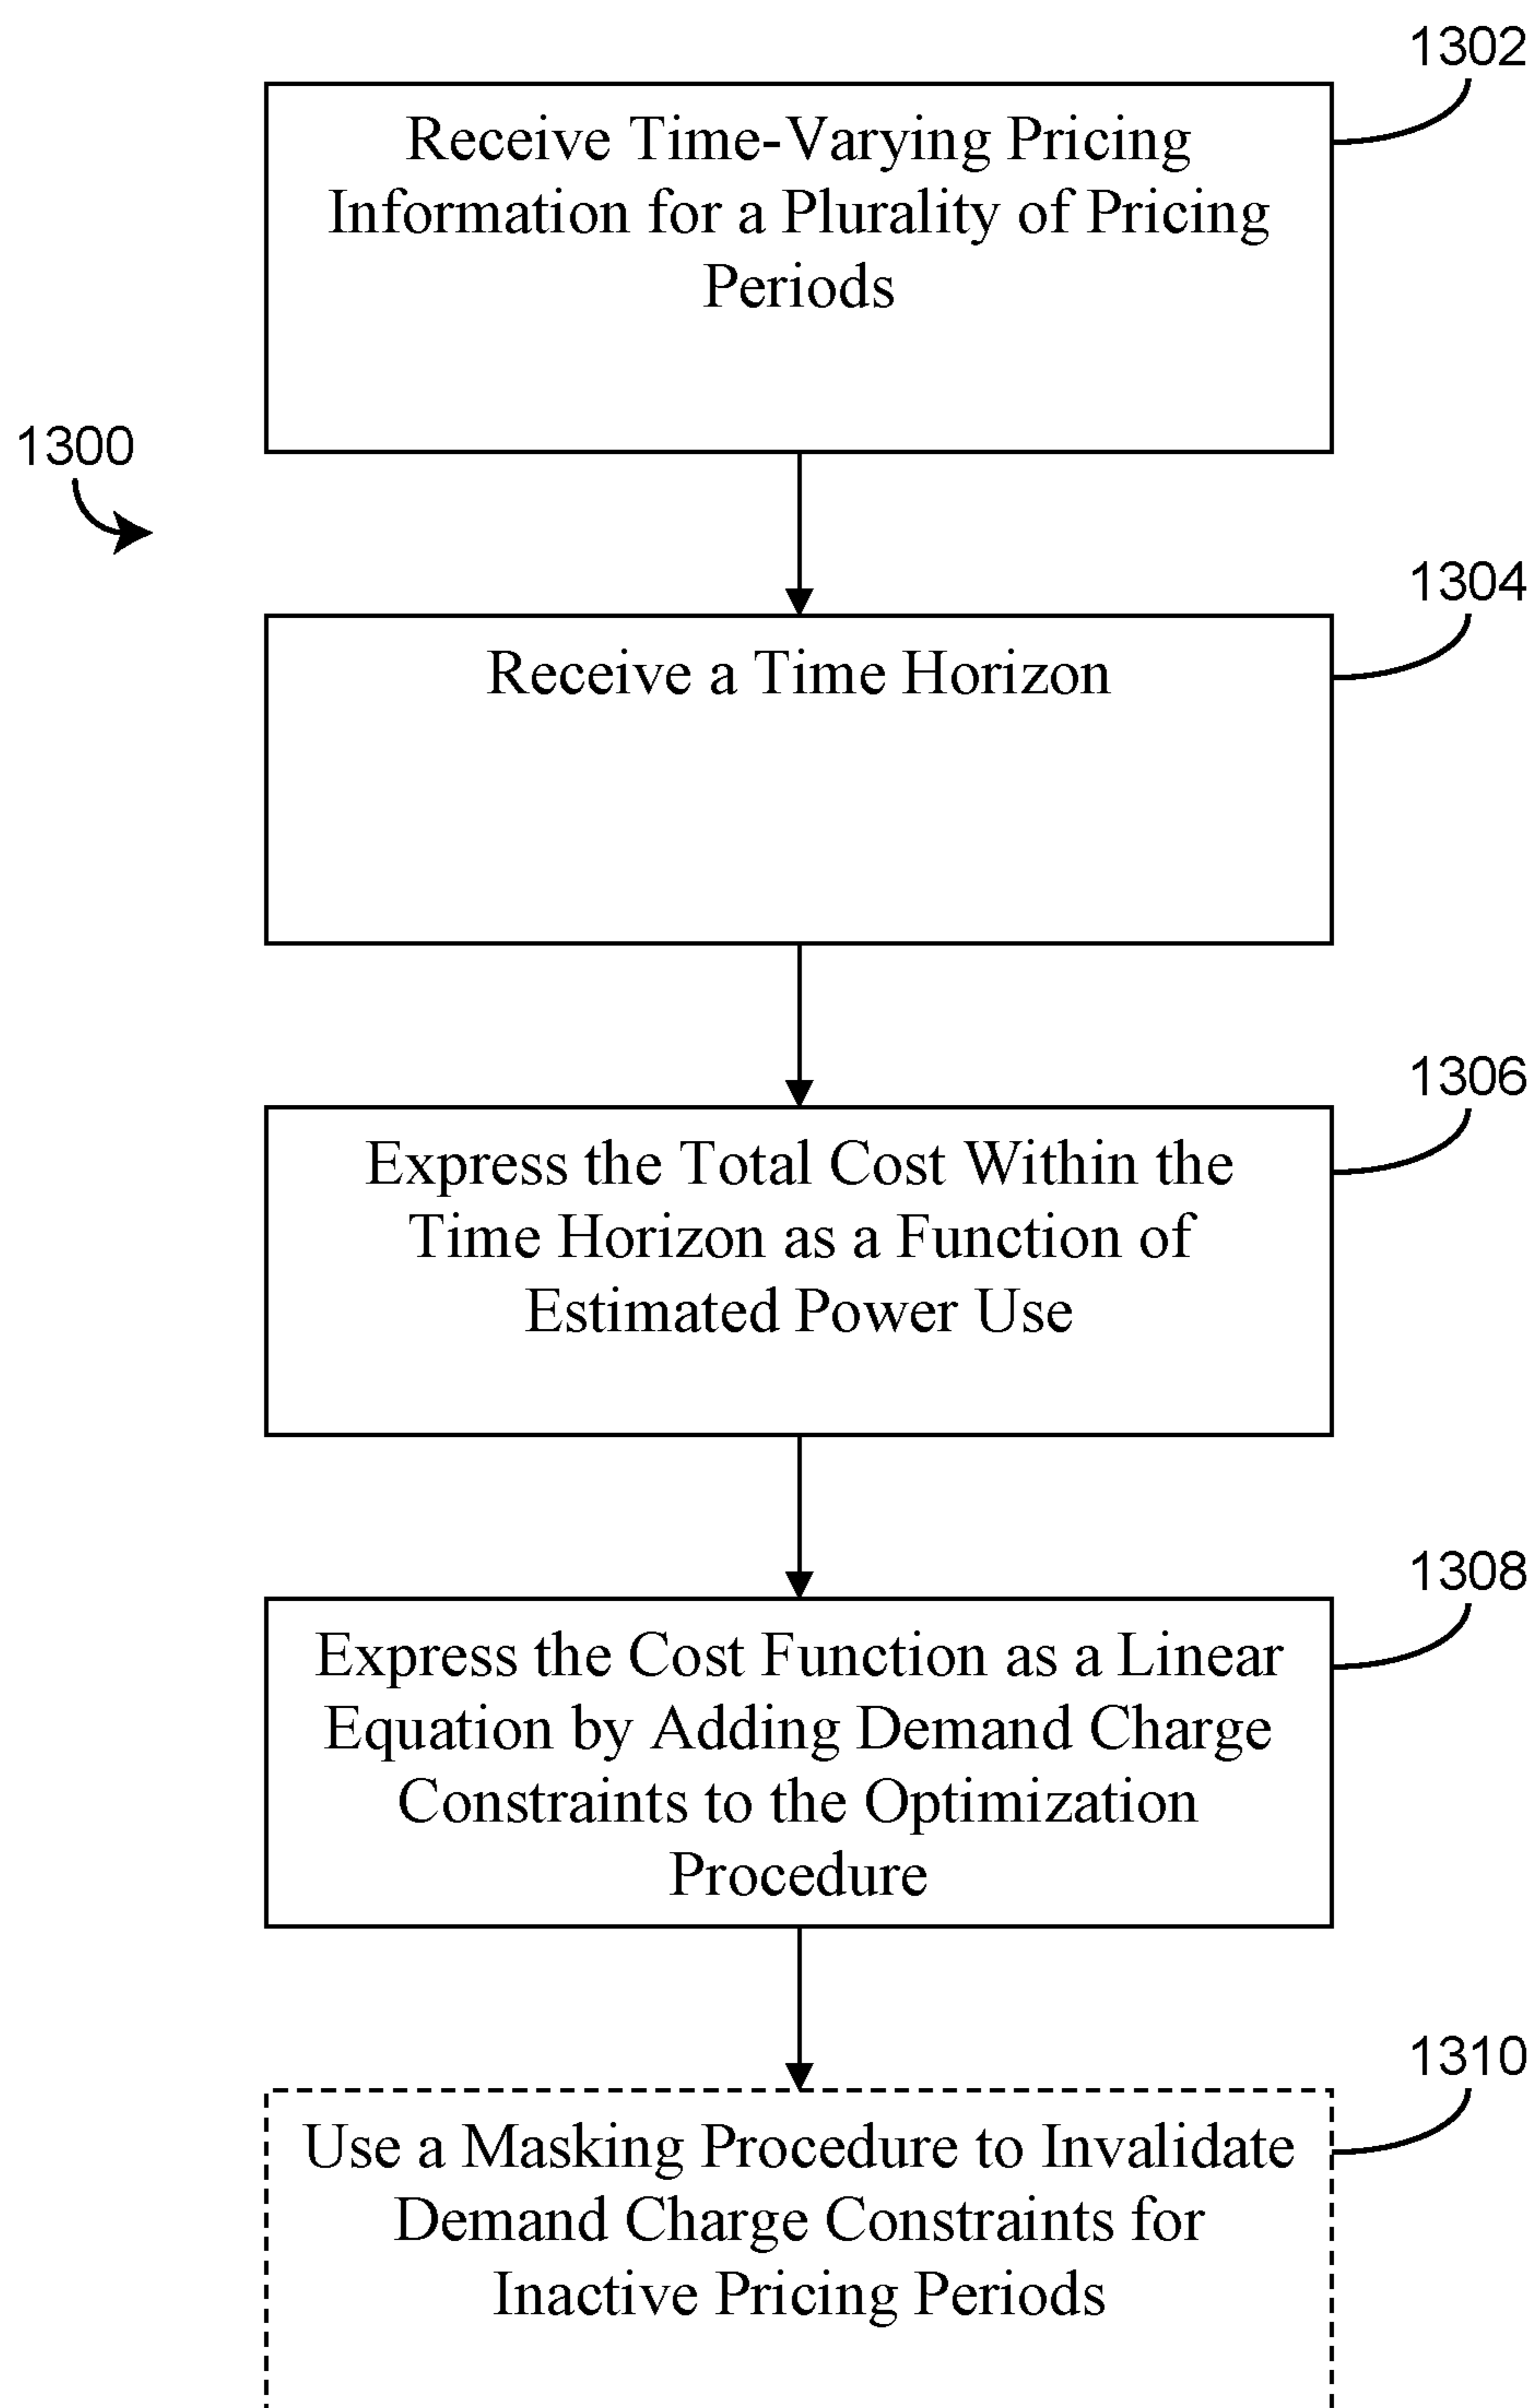 1302
Receive Time-Varying Pricing
Information for a Plurality of Pricing
Periods
1300
1304
Receive a Time Horizon
1306
Express the Total Cost Within the
Time Horizon as a Function of
Estimated Power Use
1308
Express the Cost Function as a Linear
Equation by Adding Demand Charge
Constraints to the Optimization
Procedure
1310
Use a Masking Procedure to Invalidate
Demand Charge Constraints for
Inactive Pricing Periods